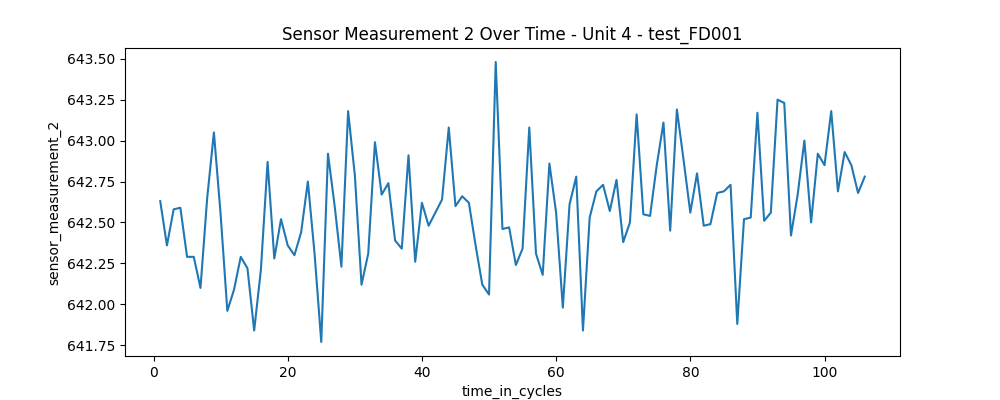 Sensor Measurement 2 Over Time - Unit 4 - test_FD001
643.50
643.25
643.00
642.75
642.50
642.25
642.00
641.75
sensor_measurement_2
0 20 40 60 80 100
time_in_cycles